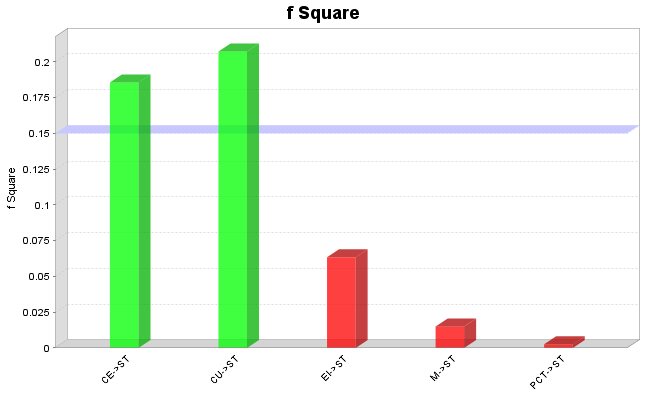 f Square
0.2
0.175
0.15
0.125
0.1
0.075
0.05
0.025
0
f Square
CE->ST
CU->ST
EI->ST
M->ST
PCT->ST